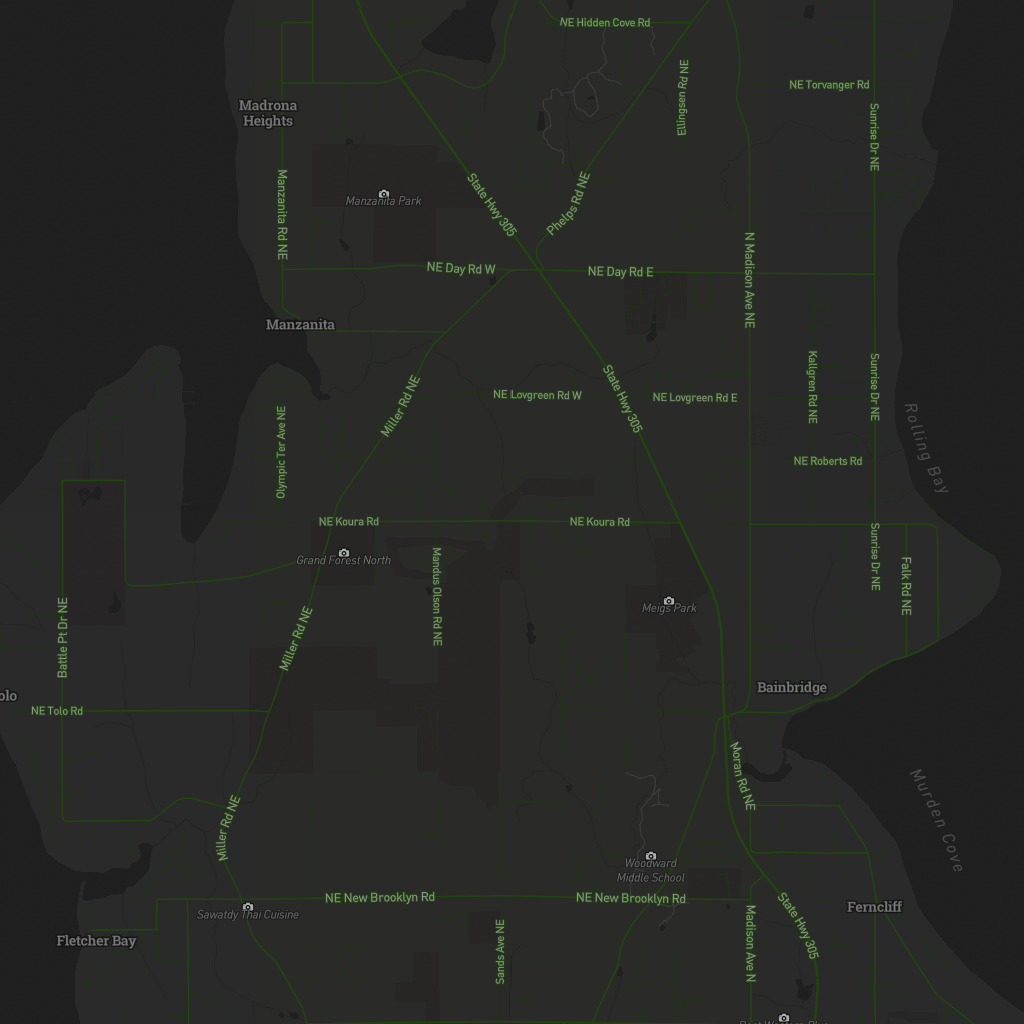 NE Hidden Cove Rd
Ellingsen Rd NE
NE Torvanger Rd
Madrona
Heights
Sunrise Dr NE
Manzanita Rd NE
Manzanita Park
State Hwy 305
Phelps Rd NE
N Madison Ave NE
NE Day Rd W
NE Day Rd E
Manzanita
Miller Rd NE
State Hwy 305
Kallgren Rd NE
Sunrise Dr NE
NE Lovgreen Rd W
NE Lovgreen Rd E
Olympic Ter Ave NE
Rolling Bay
NE Roberts Rd
NE Koura Rd
NE Koura Rd
Grand Forest North
Mandus Olson Rd NE
Sunrise Dr NE
Falk Rd NE
Battle Pt Dr NE
Miller Rd NE
Meigs Park
olo
Bainbridge
NE Tolo Rd
Moran Rd NE
Miller Rd NE
Murden Cove
Woodward
Middle School
NE New Brooklyn Rd
NE New Brooklyn Rd
Sawatdy Thai Cuisine
Ferncliff
Fletcher Bay
Sands Ave NE
Madison Ave N
State Hwy 305